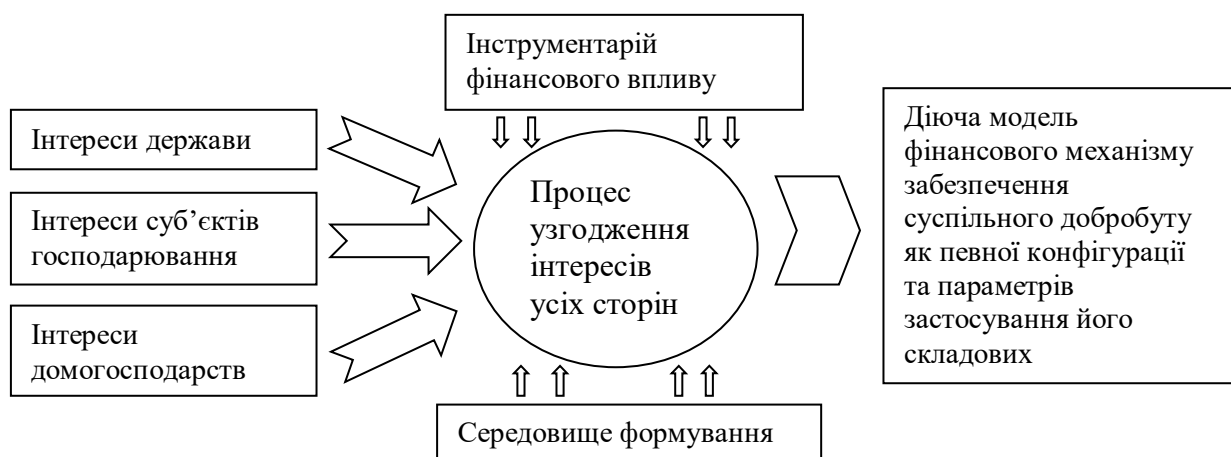 Інструментарій
фінансового впливу
Інтереси держави
Інтереси суб’єктів
господарювання
Інтереси
домогосподарств
Процес
узгодження
інтересів
усіх сторін
Середовище формування
Діюча модель
фінансового механізму
забезпечення
суспільного добробуту
як певної конфігурації
та параметрів
застосування його
складових